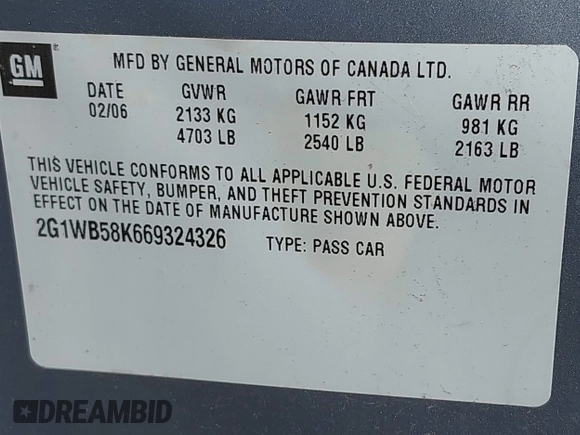 GM
MFD BY GENERAL MOTORS OF CANADA LTD.
DATE GVWR GAWR FRT GAWR RR
02/06 2133 KG 1152 KG 981 KG
4703 LB 2540 LB 2163 LB
THIS VEHICLE CONFORMS TO ALL APPLICABLE U.S. FEDERAL MOTOR
VEHICLE SAFETY, BUMPER, AND THEFT PREVENTION STANDARDS IN
EFFECT ON THE DATE OF MANUFACTURE SHOWN ABOVE.
2G1WB58K669324326 TYPE: PASS CAR
DREAMBID